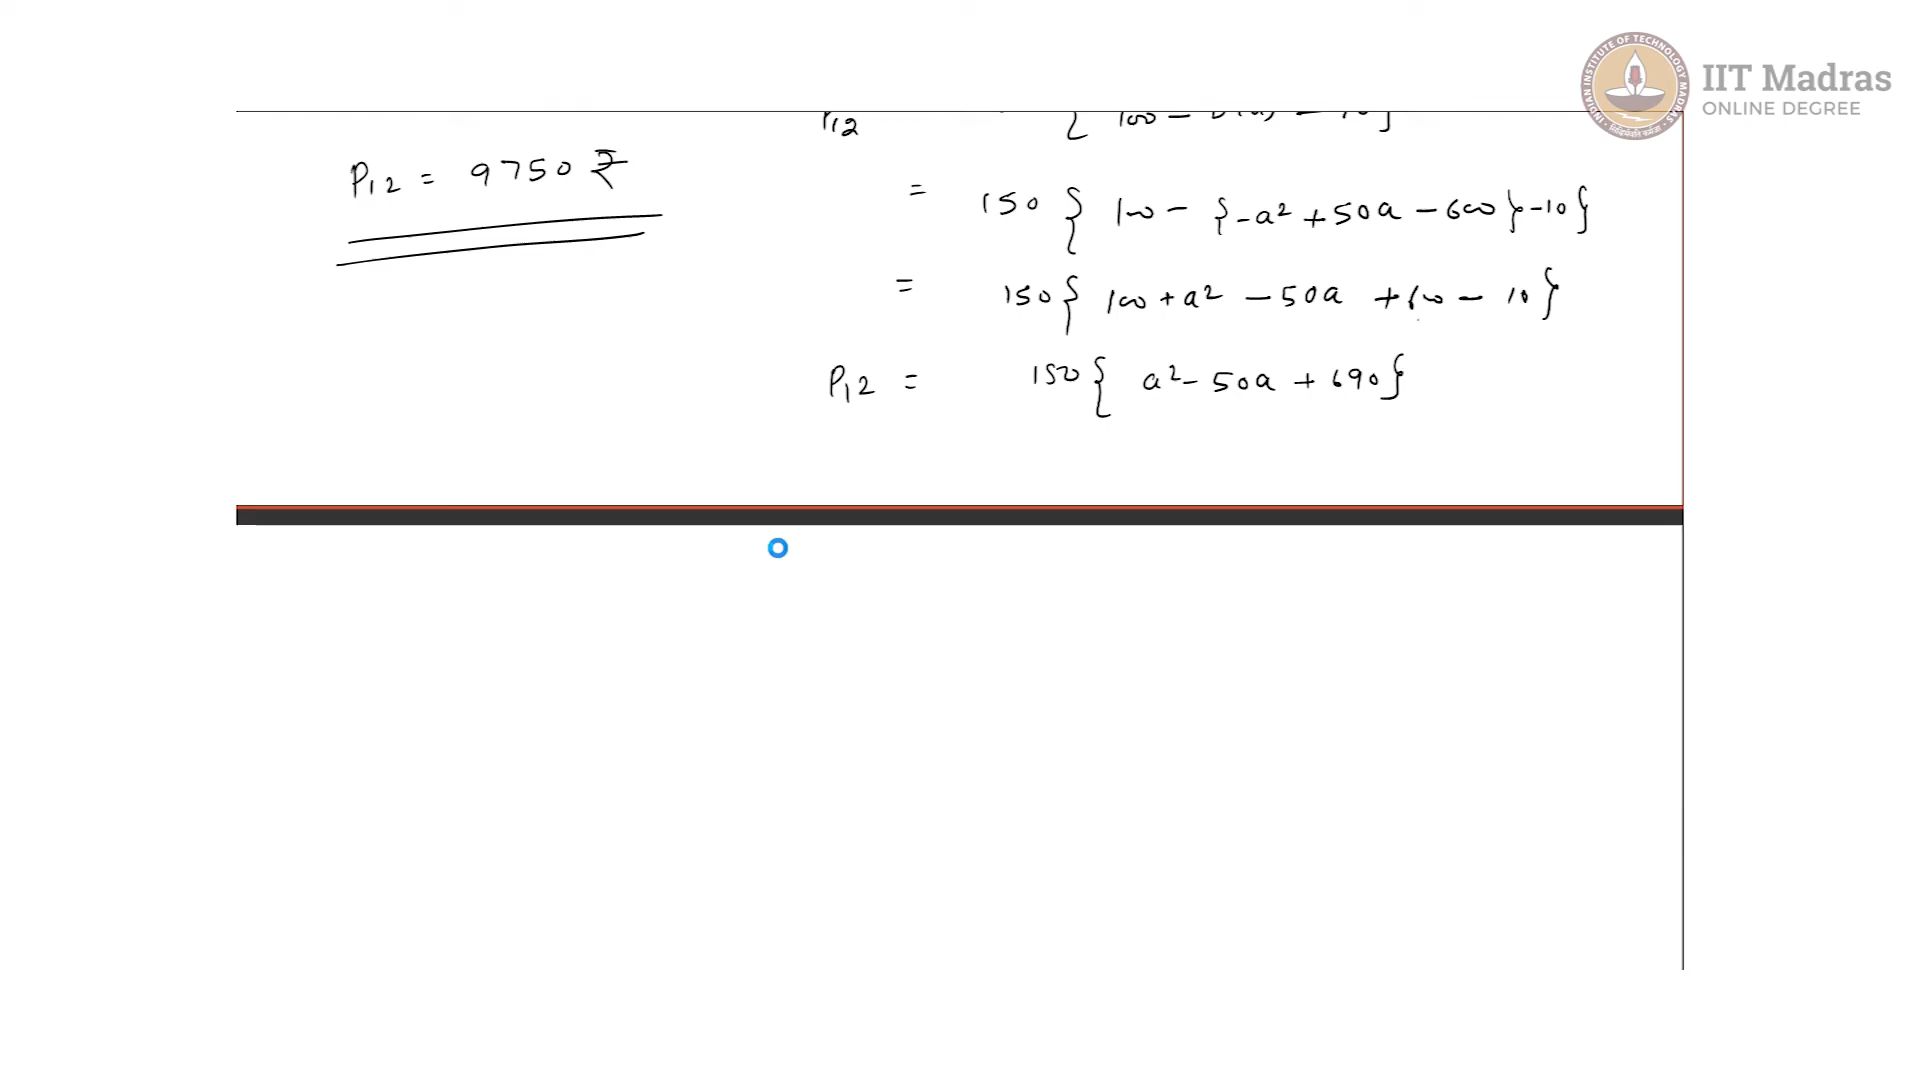 IIT Madras
ONLINE DEGREE
P12 = 9750 ₹
P12
= 150 { 100 - {-a² + 50a - 600} - 10}
= 150 { 100 + a² - 50a + 600 - 10}
P12 = 150 { a² - 50a + 690}